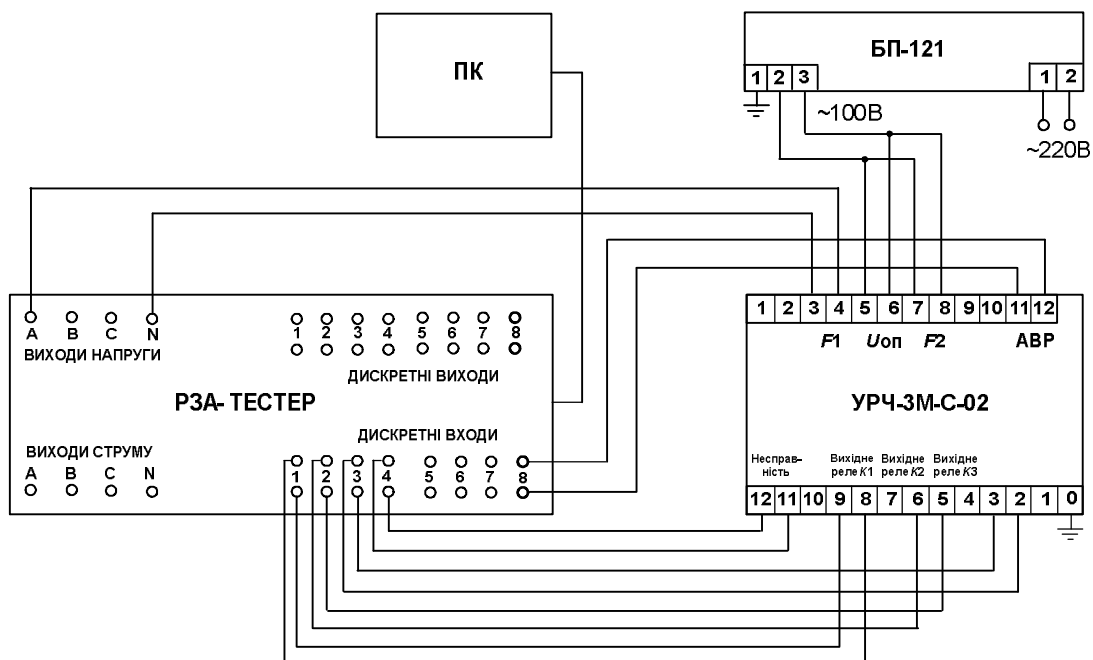 ПК
БП-121
1 2 3
1 2
~100В
~220В
A B C N
ВИХОДИ НАПРУГИ
1 2 3 4 5 6 7 8
ДИСКРЕТНІ ВИХОДИ
РЗА- ТЕСТЕР
ДИСКРЕТНІ ВХОДИ
ВИХОДИ СТРУМУ
A B C N
1 2 3 4 5 6 7 8
1 2 3 4 5 6 7 8 9 10 11 12
F1 Uоп F2 АВР
УРЧ-3М-С-02
Несправ-
ність
Вихідне
реле К1
Вихідне
реле К2
Вихідне
реле К3
12 11 10 9 8 7 6 5 4 3 2 1 0